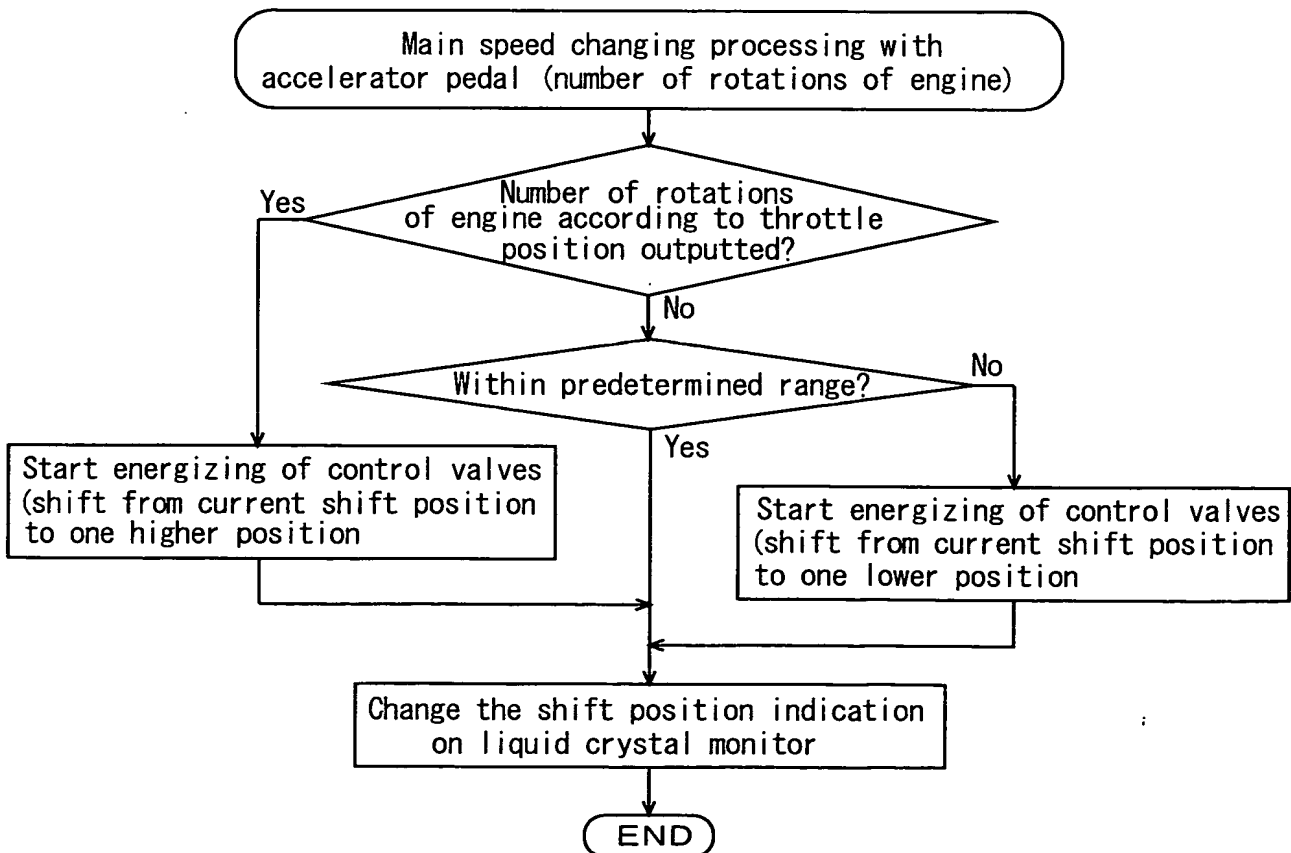 Main speed changing processing with
accelerator pedal (number of rotations of engine)
Number of rotations
of engine according to throttle
position outputted?
Yes
No
Within predetermined range?
No
Yes
Start energizing of control valves
(shift from current shift position
to one higher position
Start energizing of control valves
(shift from current shift position
to one lower position
Change the shift position indication
on liquid crystal monitor
END